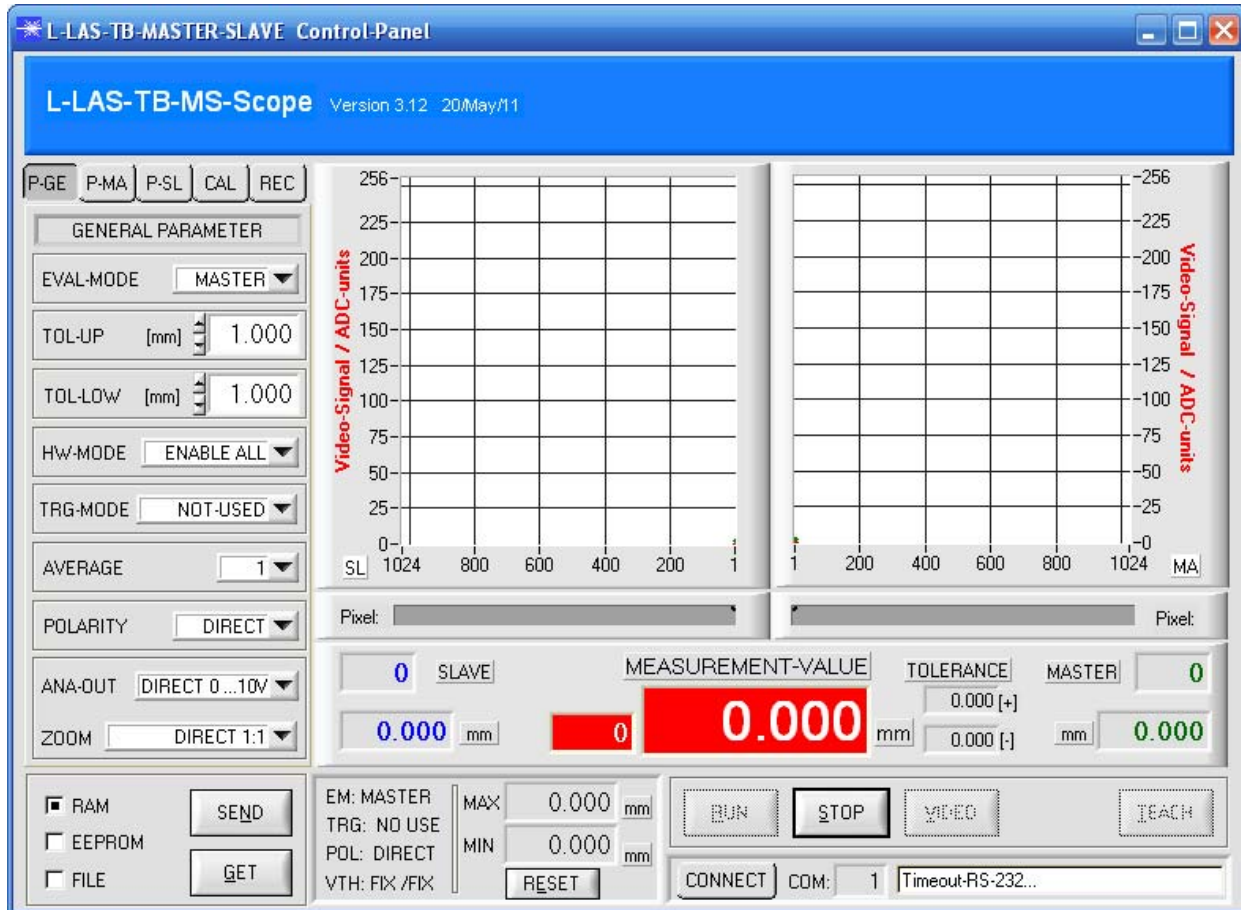 L-LAS-TB-MASTER-SLAVE Control-Panel
L-LAS-TB-MS-Scope Version 3.12 20/May/11
P-GE P-MA P-SL CAL REC
GENERAL PARAMETER
EVAL-MODE MASTER
TOL-UP [mm] 1.000
TOL-LOW [mm] 1.000
HW-MODE ENABLE ALL
TRG-MODE NOT-USED
AVERAGE 1
POLARITY DIRECT
ANA-OUT DIRECT 0...10V
ZOOM DIRECT 1:1
RAM
EEPROM
FILE
SEND
GET
Video-Signal / ADC-units
256
225
200
175
150
125
100
75
50
25
0
SL 1024 800 600 400 200 1
256
225
200
175
150
125
100
75
50
25
0
Video-Signal / ADC-units
1 200 400 600 800 1024 MA
Pixel:
Pixel:
0 SLAVE
0.000 mm
MEASUREMENT-VALUE
0 0.000 mm
TOLERANCE
0.000 [+]
0.000 [-]
MASTER 0
mm 0.000
EM: MASTER
TRG: NO USE
POL: DIRECT
VTH: FIX /FIX
MAX 0.000 mm
MIN 0.000 mm
RESET
RUN STOP VIDEO TEACH
CONNECT COM: 1 Timeout-RS-232...